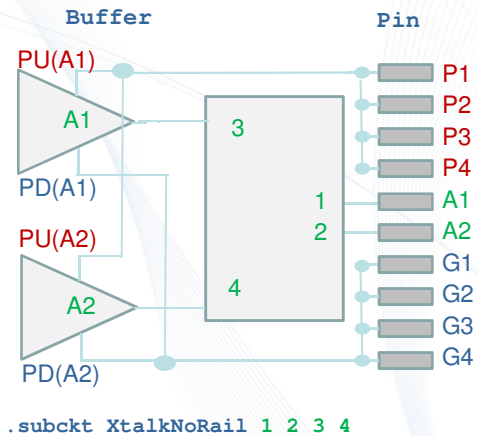 Buffer
Pin
PU(A1)
A1
PD(A1)
PU(A2)
A2
PD(A2)
3
4
1
2
P1
P2
P3
P4
A1
A2
G1
G2
G3
G4
.subckt XtalkNoRail 1 2 3 4